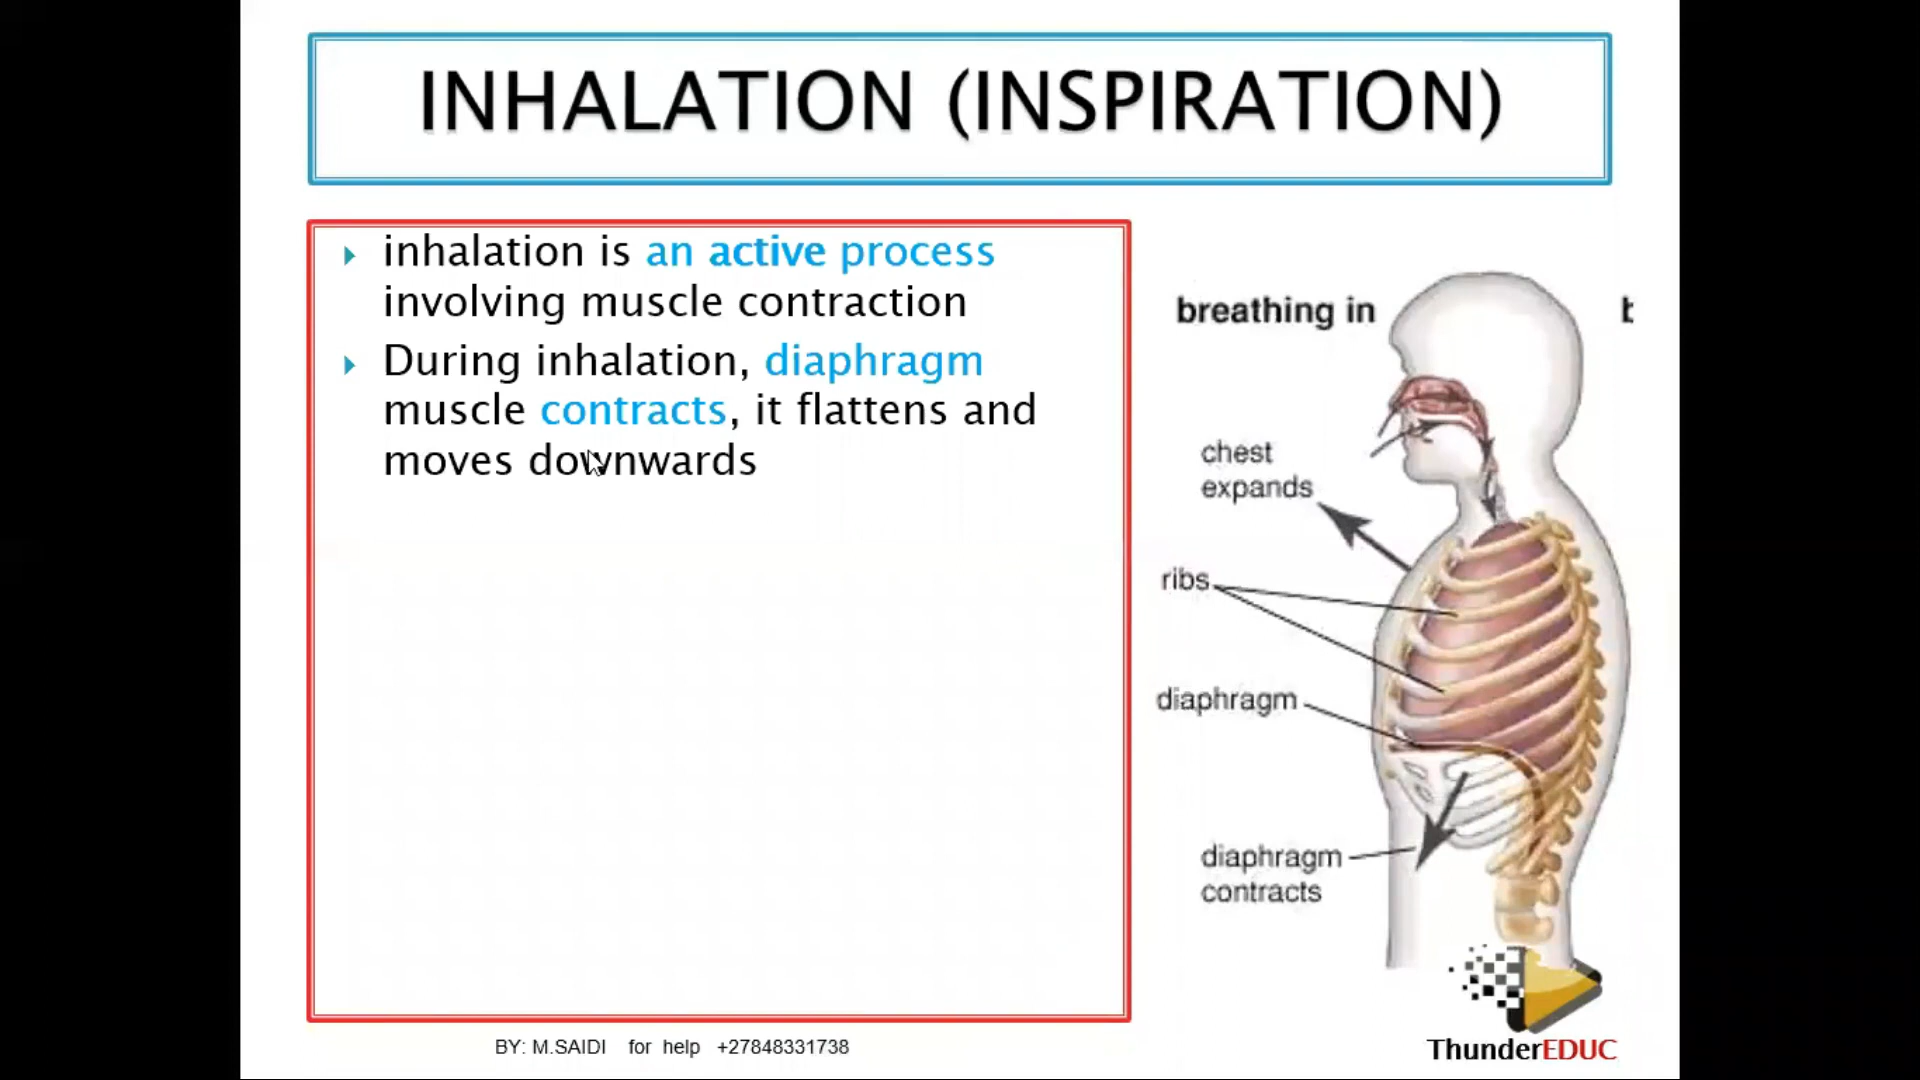 INHALATION (INSPIRATION)
inhalation is an active process
involving muscle contraction
During inhalation, diaphragm
muscle contracts, it flattens and
moves downwards
breathing in
b
chest
expands
ribs
diaphragm
diaphragm
contracts
BY: M.SAIDI for help +27848331738
ThunderEDUC